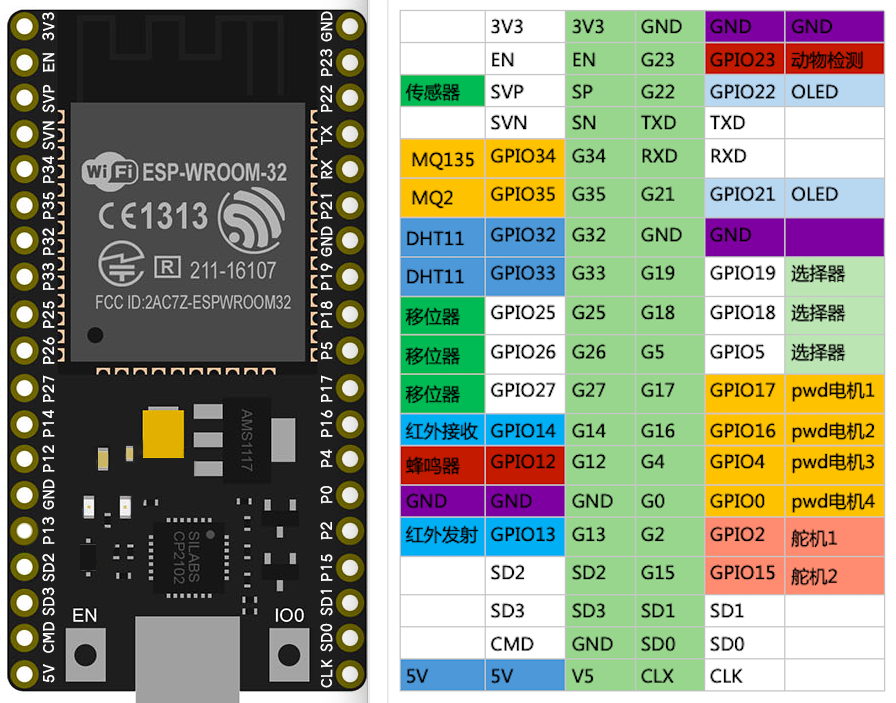 3V3
EN
SVP
SVN
P34
P35
P32
P33
P25
P26
P27
P14
P12
GND
P13
SD2
SD3
CMD
5V
WiFi ESP-WROOM-32
CE1313
R 211-16107
FCC ID:2AC7Z-ESPWROOM32
AMS1117
SILABS
CP2102
EN
IO0
GND
P23
P22
TX
RX
P21
GND
P19
P18
P5
P17
P16
P4
P0
P2
P15
SD1
SD0
CLK
3V3 3V3 GND GND GND
EN EN G23 GPIO23 动物检测
传感器 SVP SP G22 GPIO22 OLED
SVN SN TXD TXD
MQ135 GPIO34 G34 RXD RXD
MQ2 GPIO35 G35 G21 GPIO21 OLED
DHT11 GPIO32 G32 GND GND
DHT11 GPIO33 G33 G19 GPIO19 选择器
移位器 GPIO25 G25 G18 GPIO18 选择器
移位器 GPIO26 G26 G5 GPIO5 选择器
移位器 GPIO27 G27 G17 GPIO17 pwd电机1
红外接收 GPIO14 G14 G16 GPIO16 pwd电机2
蜂鸣器 GPIO12 G12 G4 GPIO4 pwd电机3
GND GND GND G0 GPIO0 pwd电机4
红外发射 GPIO13 G13 G2 GPIO2 舵机1
SD2 SD2 G15 GPIO15 舵机2
SD3 SD3 SD1 SD1
CMD GND SD0 SD0
5V 5V V5 CLX CLK